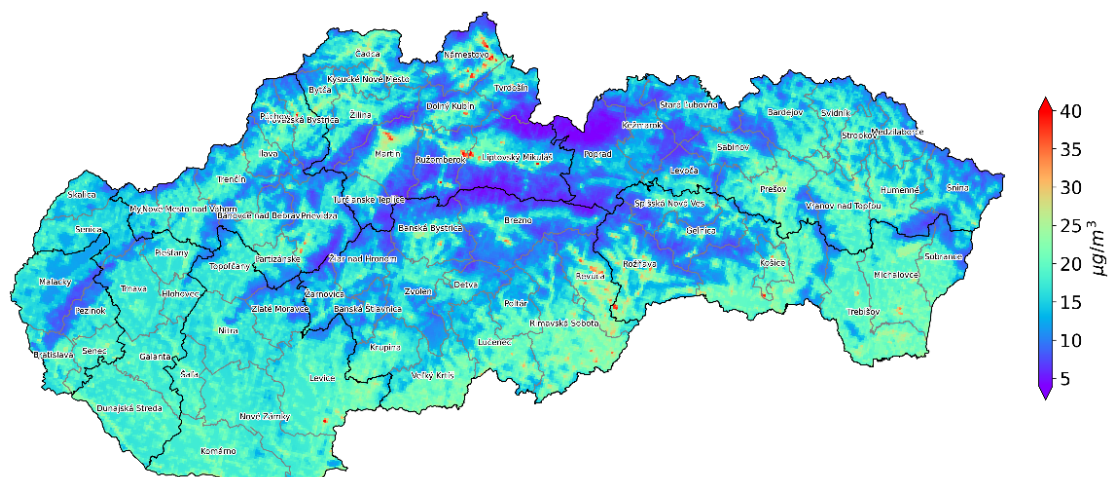 Čadca
Námestovo
Kysucké Nové Mesto
Bytča
Tvrdošín
Dolný Kubín
Žilina
Púchov
Považská Bystrica
Ilava
Martin
Ružomberok
Liptovský Mikuláš
Trenčín
Turčianske Teplice
Prievidza
Bánovce nad Bebravou
Nové Mesto nad Váhom
Myjava
Skalica
Senica
Piešťany
Partizánske
Topoľčany
Malacky
Trnava
Hlohovec
Pezinok
Bratislava
Senec
Galanta
Nitra
Zlaté Moravce
Šaľa
Dunajská Streda
Komárno
Nové Zámky
Levice
Žiar nad Hronom
Žarnovica
Banská Štiavnica
Banská Bystrica
Brezno
Zvolen
Detva
Krupina
Veľký Krtíš
Lučenec
Poltár
Rimavská Sobota
Revúca
Rožňava
Poprad
Kežmarok
Stará Ľubovňa
Levoča
Sabinov
Bardejov
Svidník
Stropkov
Medzilaborce
Prešov
Humenné
Snina
Vranov nad Topľou
Spišská Nová Ves
Gelnica
Košice
Michalovce
Sobrance
Trebišov
40
35
30
25
20
15
10
5
μg/m³